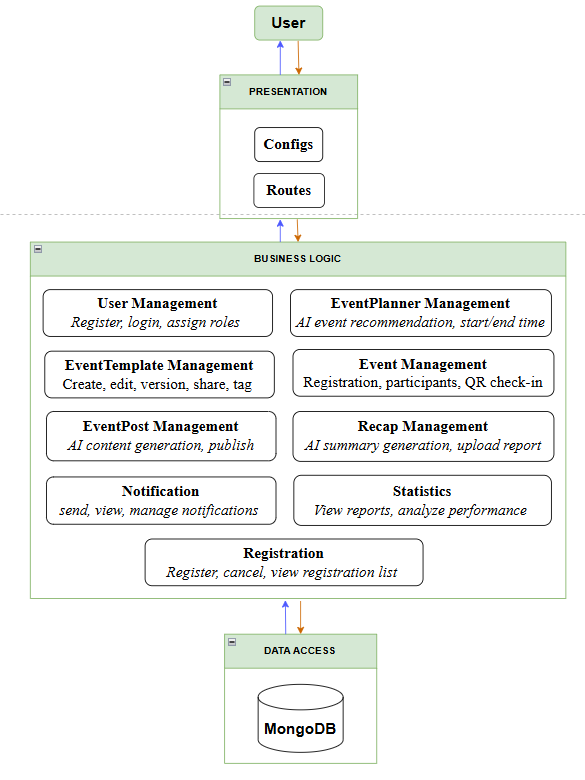 User
PRESENTATION
Configs
Routes
BUSINESS LOGIC
User Management
Register, login, assign roles
EventPlanner Management
AI event recommendation, start/end time
EventTemplate Management
Create, edit, version, share, tag
Event Management
Registration, participants, QR check-in
EventPost Management
AI content generation, publish
Recap Management
AI summary generation, upload report
Notification
send, view, manage notifications
Statistics
View reports, analyze performance
Registration
Register, cancel, view registration list
DATA ACCESS
MongoDB